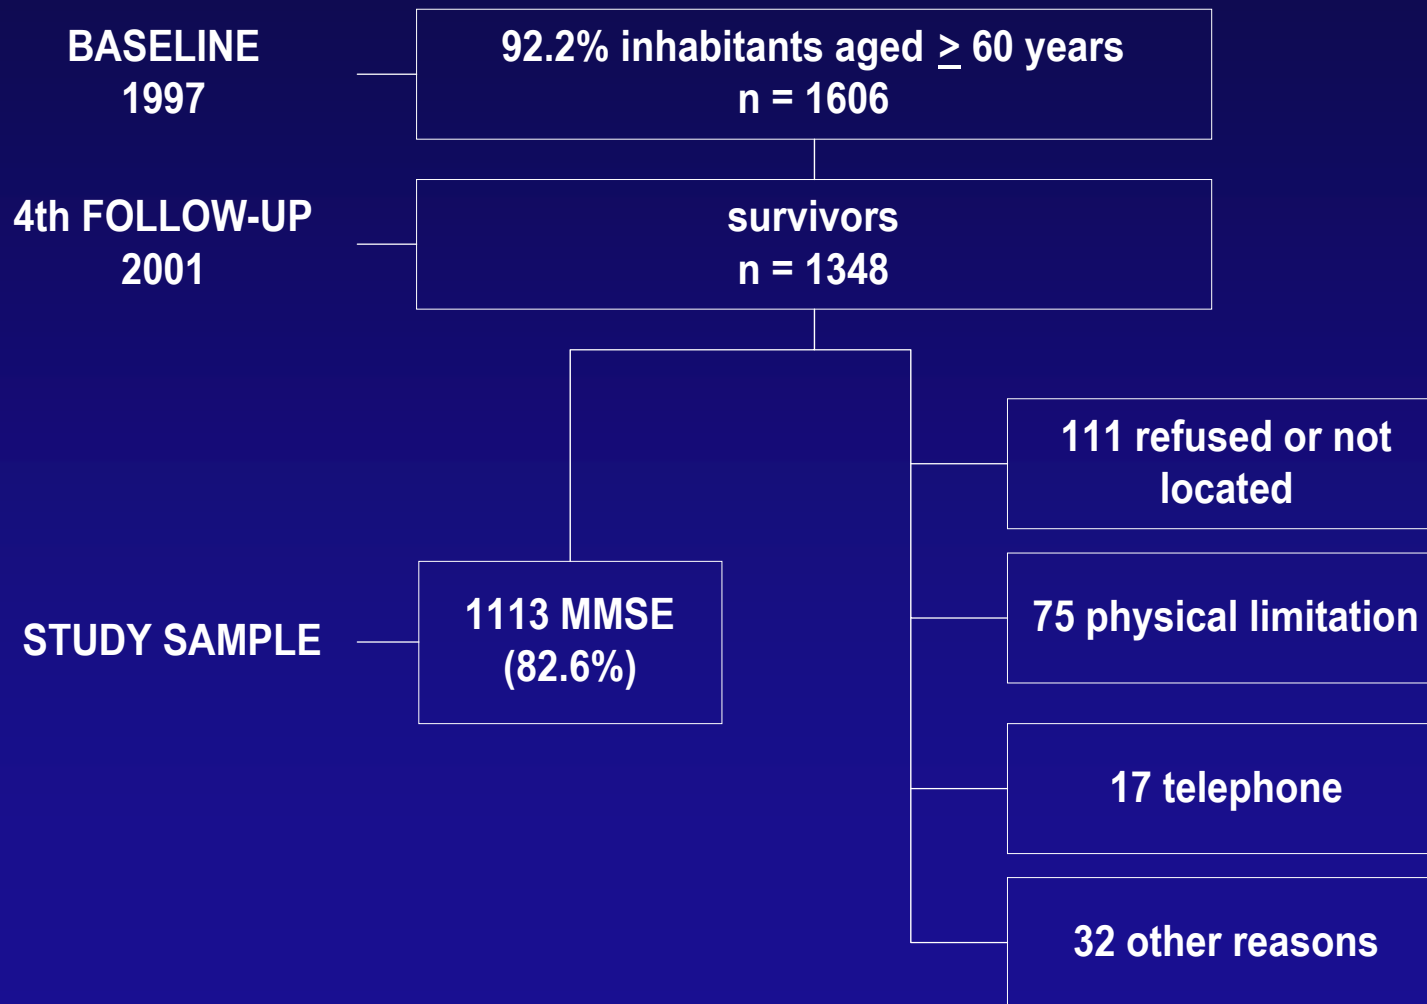 BASELINE
1997
92.2% inhabitants aged ≥ 60 years
n = 1606
4th FOLLOW-UP
2001
survivors
n = 1348
111 refused or not
located
75 physical limitation
STUDY SAMPLE
1113 MMSE
(82.6%)
17 telephone
32 other reasons